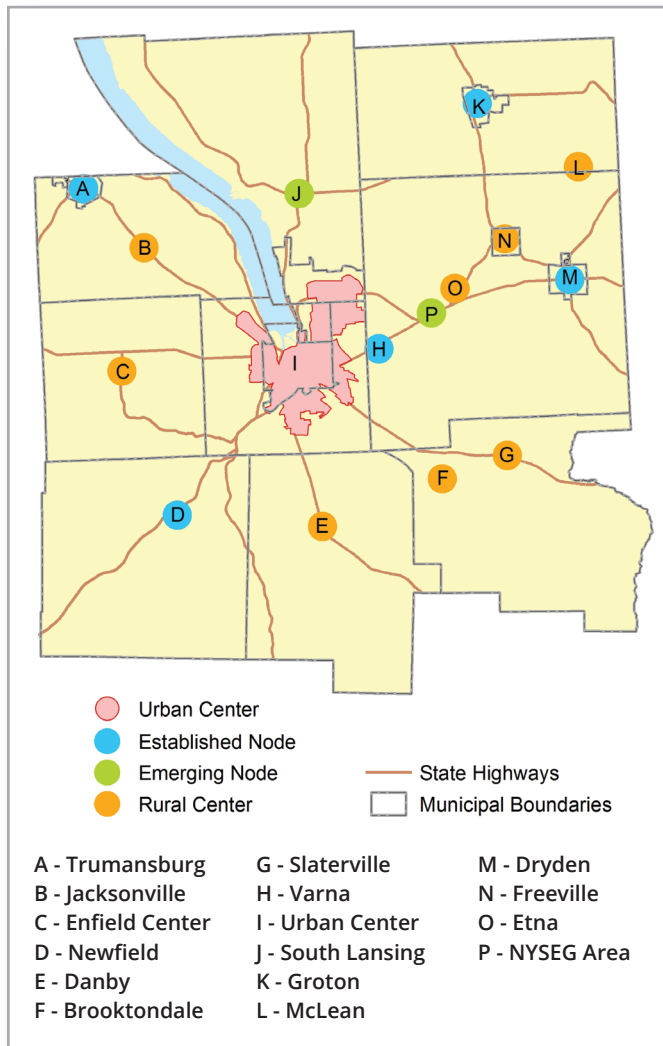 K
L
A
J
B
N
M
O
P
H
I
C
G
F
D
E
Urban Center
Established Node
Emerging Node
Rural Center
State Highways
Municipal Boundaries
A - Trumansburg
B - Jacksonville
C - Enfield Center
D - Newfield
E - Danby
F - Brooktondale
G - Slaterville
H - Varna
I - Urban Center
J - South Lansing
K - Groton
L - McLean
M - Dryden
N - Freeville
O - Etna
P - NYSEG Area